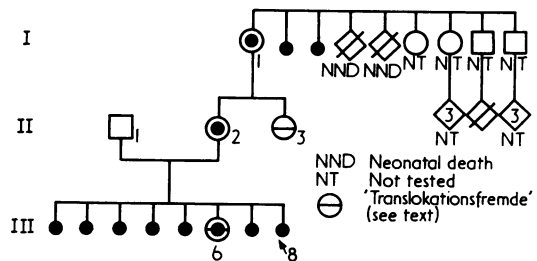 I
1
NND
NND
NT
NT
NT
NT
3
3
NT
NT
II
1
2
3
NND Neonatal death
NT Not tested
'Translokationsfremde'
(see text)
III
6
8